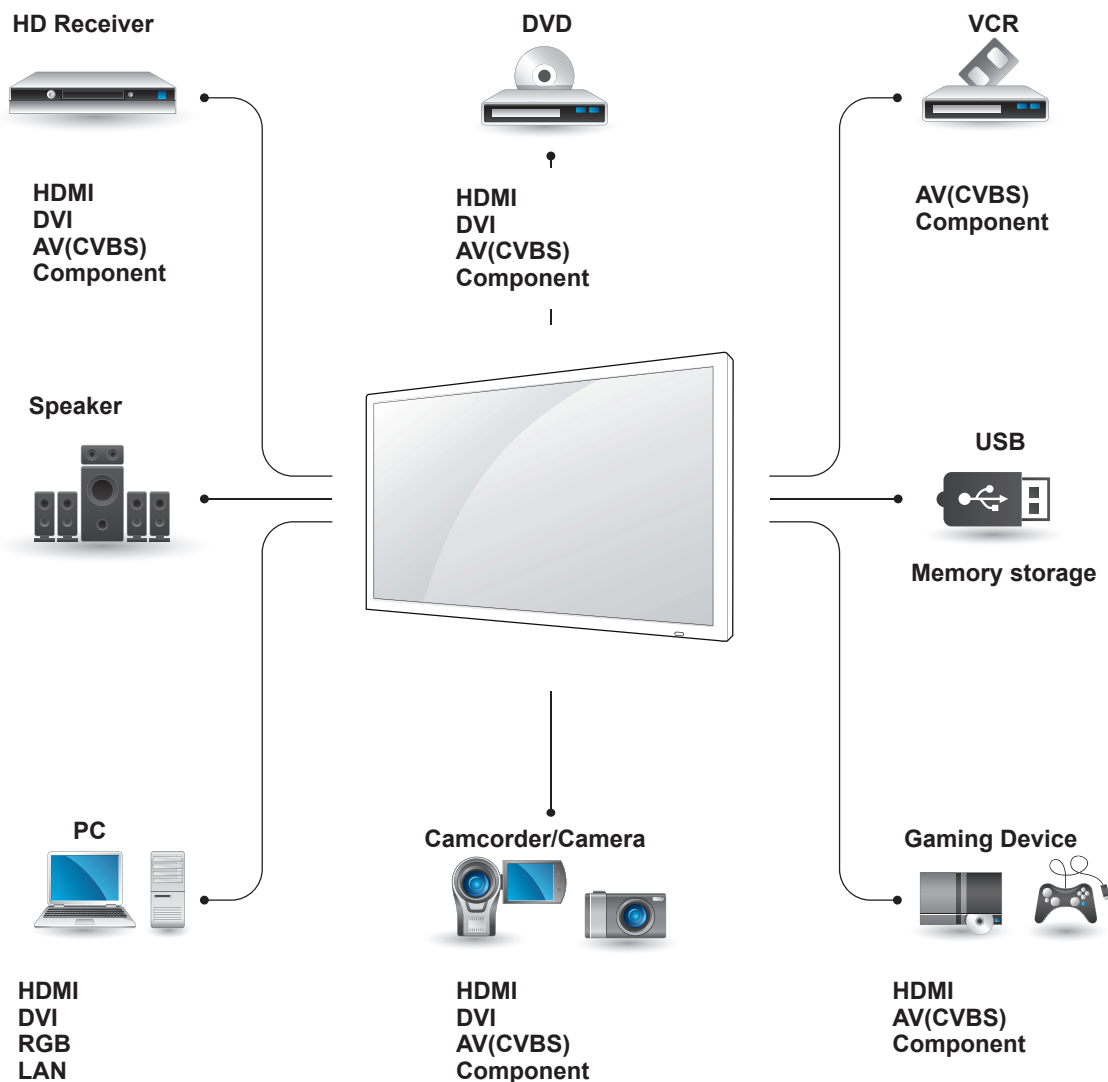 HD Receiver
HDMI
DVI
AV(CVBS)
Component
DVD
HDMI
DVI
AV(CVBS)
Component
VCR
AV(CVBS)
Component
Speaker
USB
Memory storage
PC
HDMI
DVI
RGB
LAN
Camcorder/Camera
HDMI
DVI
AV(CVBS)
Component
Gaming Device
HDMI
AV(CVBS)
Component